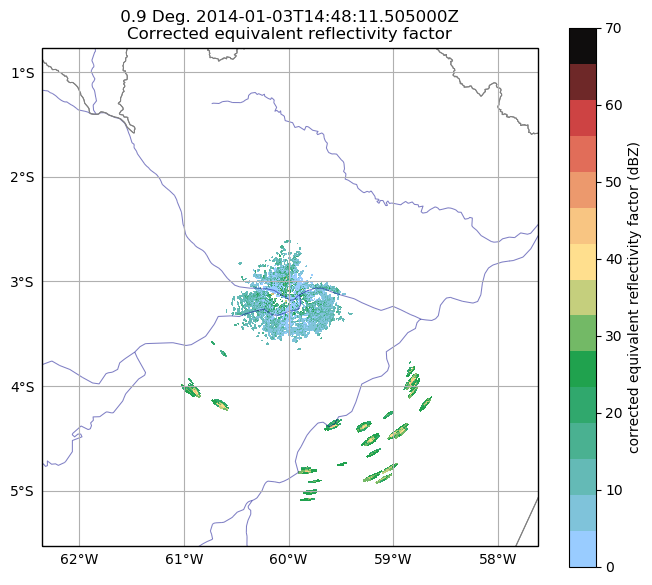 0.9 Deg. 2014-01-03T14:48:11.505000Z
Corrected equivalent reflectivity factor
1°S
2°S
3°S
4°S
5°S
62°W 61°W 60°W 59°W 58°W
70
60
50
40
30
20
10
0
corrected equivalent reflectivity factor (dBZ)